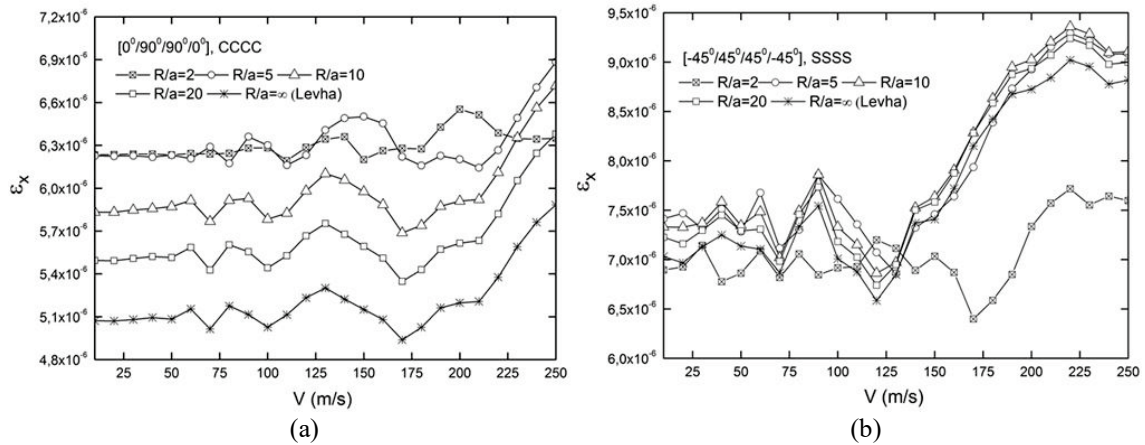 7,2x10⁻⁶
6,9x10⁻⁶
6,6x10⁻⁶
6,3x10⁻⁶
6,0x10⁻⁶
5,7x10⁻⁶
5,4x10⁻⁶
5,1x10⁻⁶
4,8x10⁻⁶
εₓ
[0⁰/90⁰/90⁰/0⁰], CCCC
R/a=2 R/a=5 R/a=10
R/a=20 R/a=∞ (Levha)
25 50 75 100 125 150 175 200 225 250
V (m/s)
(a)
9,5x10⁻⁶
9,0x10⁻⁶
8,5x10⁻⁶
8,0x10⁻⁶
7,5x10⁻⁶
7,0x10⁻⁶
6,5x10⁻⁶
6,0x10⁻⁶
εₓ
[-45⁰/45⁰/45⁰/-45⁰], SSSS
R/a=2 R/a=5 R/a=10
R/a=20 R/a=∞ (Levha)
25 50 75 100 125 150 175 200 225 250
V (m/s)
(b)